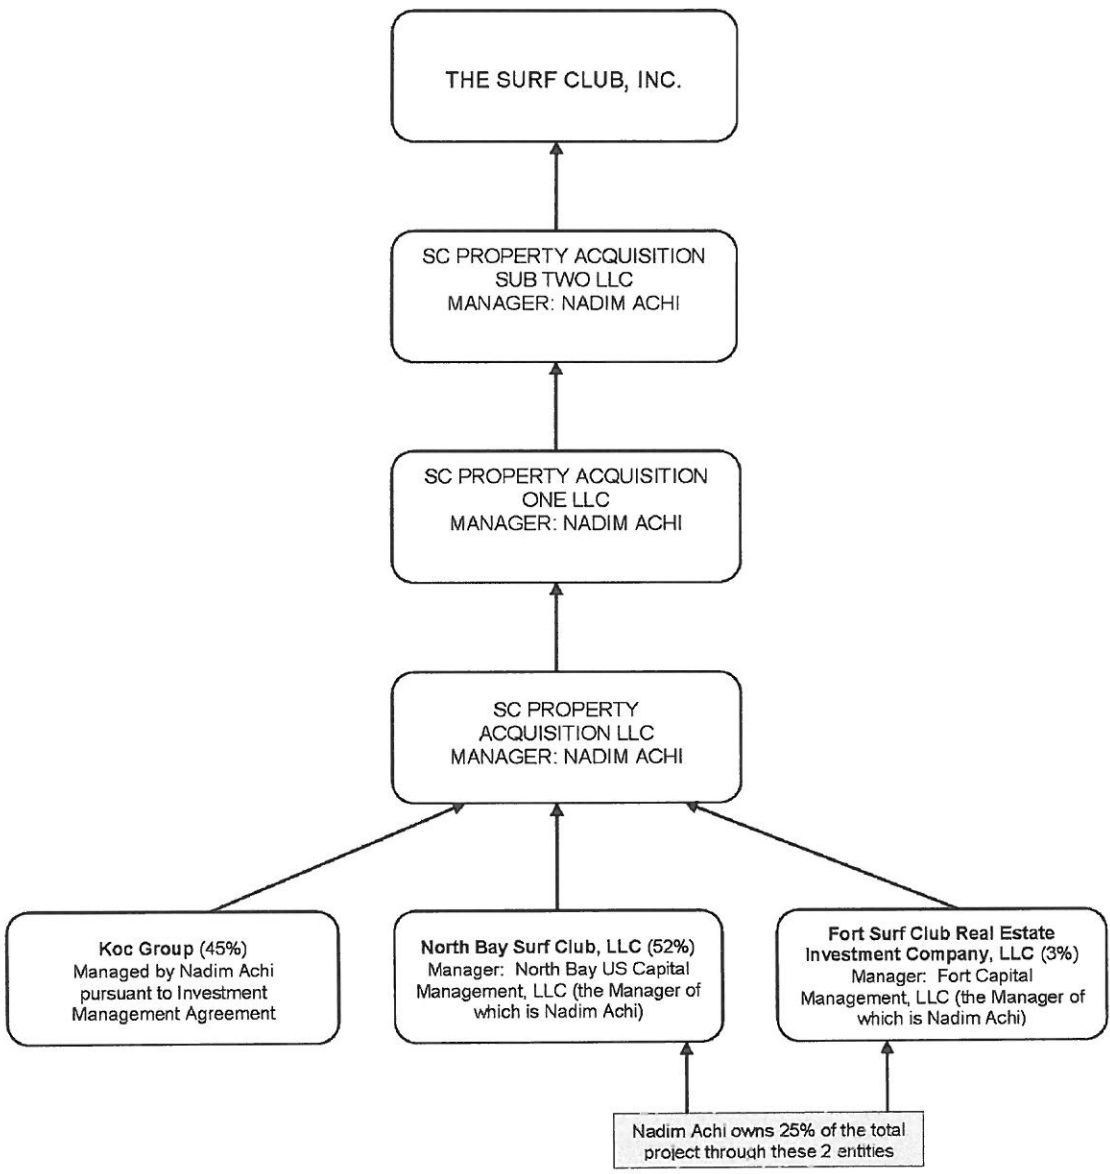 THE SURF CLUB, INC.
SC PROPERTY ACQUISITION
SUB TWO LLC
MANAGER: NADIM ACHI
SC PROPERTY ACQUISITION
ONE LLC
MANAGER: NADIM ACHI
SC PROPERTY
ACQUISITION LLC
MANAGER: NADIM ACHI
Koc Group (45%)
Managed by Nadim Achi
pursuant to Investment
Management Agreement
North Bay Surf Club, LLC (52%)
Manager: North Bay US Capital
Management, LLC (the Manager of
which is Nadim Achi)
Fort Surf Club Real Estate
Investment Company, LLC (3%)
Manager: Fort Capital
Management, LLC (the Manager of
which is Nadim Achi)
Nadim Achi owns 25% of the total
project through these 2 entities